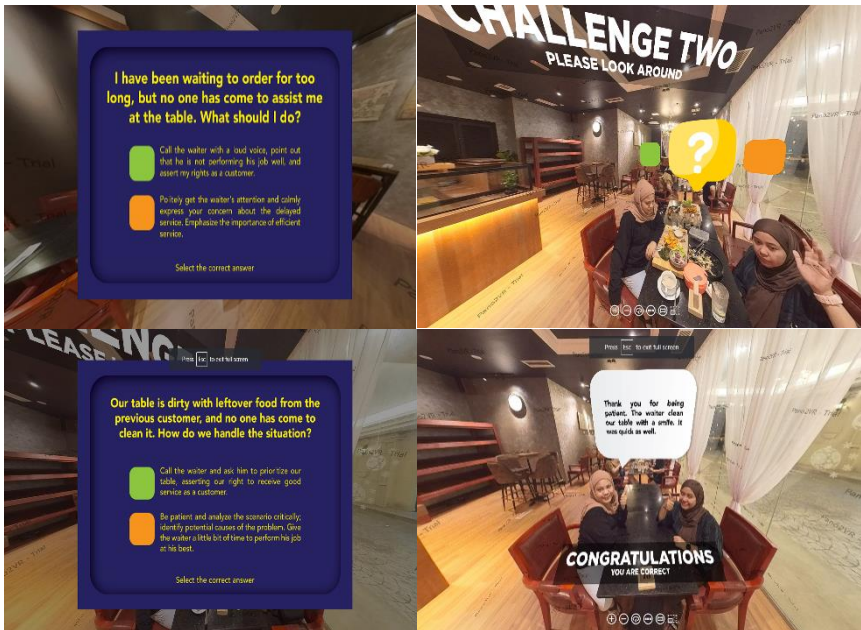 I have been waiting to order for too
long, but no one has come to assist me
at the table. What should I do?
Call the waiter with a loud voice, point out
that he is not performing his job well, and
assert my rights as a customer.
Politely get the waiter's attention and calmly
express your concern about the delayed
service. Emphasize the importance of efficient
service.
Select the correct answer
CHALLENGE TWO
PLEASE LOOK AROUND
?
Press Esc to exit full screen
Our table is dirty with leftover food from the
previous customer, and no one has come to
clean it. How do we handle the situation?
Call the waiter and ask him to prioritize our
table, asserting our right to receive good
service as a customer.
Be patient and analyze the scenario critically;
identify potential causes of the problem. Give
the waiter a little bit of time to perform his job
at his best.
Select the correct answer
Press Esc to exit full screen
Thank you for being
patient. The waiter clean
our table with a smile. It
was quick as well.
CONGRATULATIONS
YOU ARE CORRECT
Pano2VR - Trial